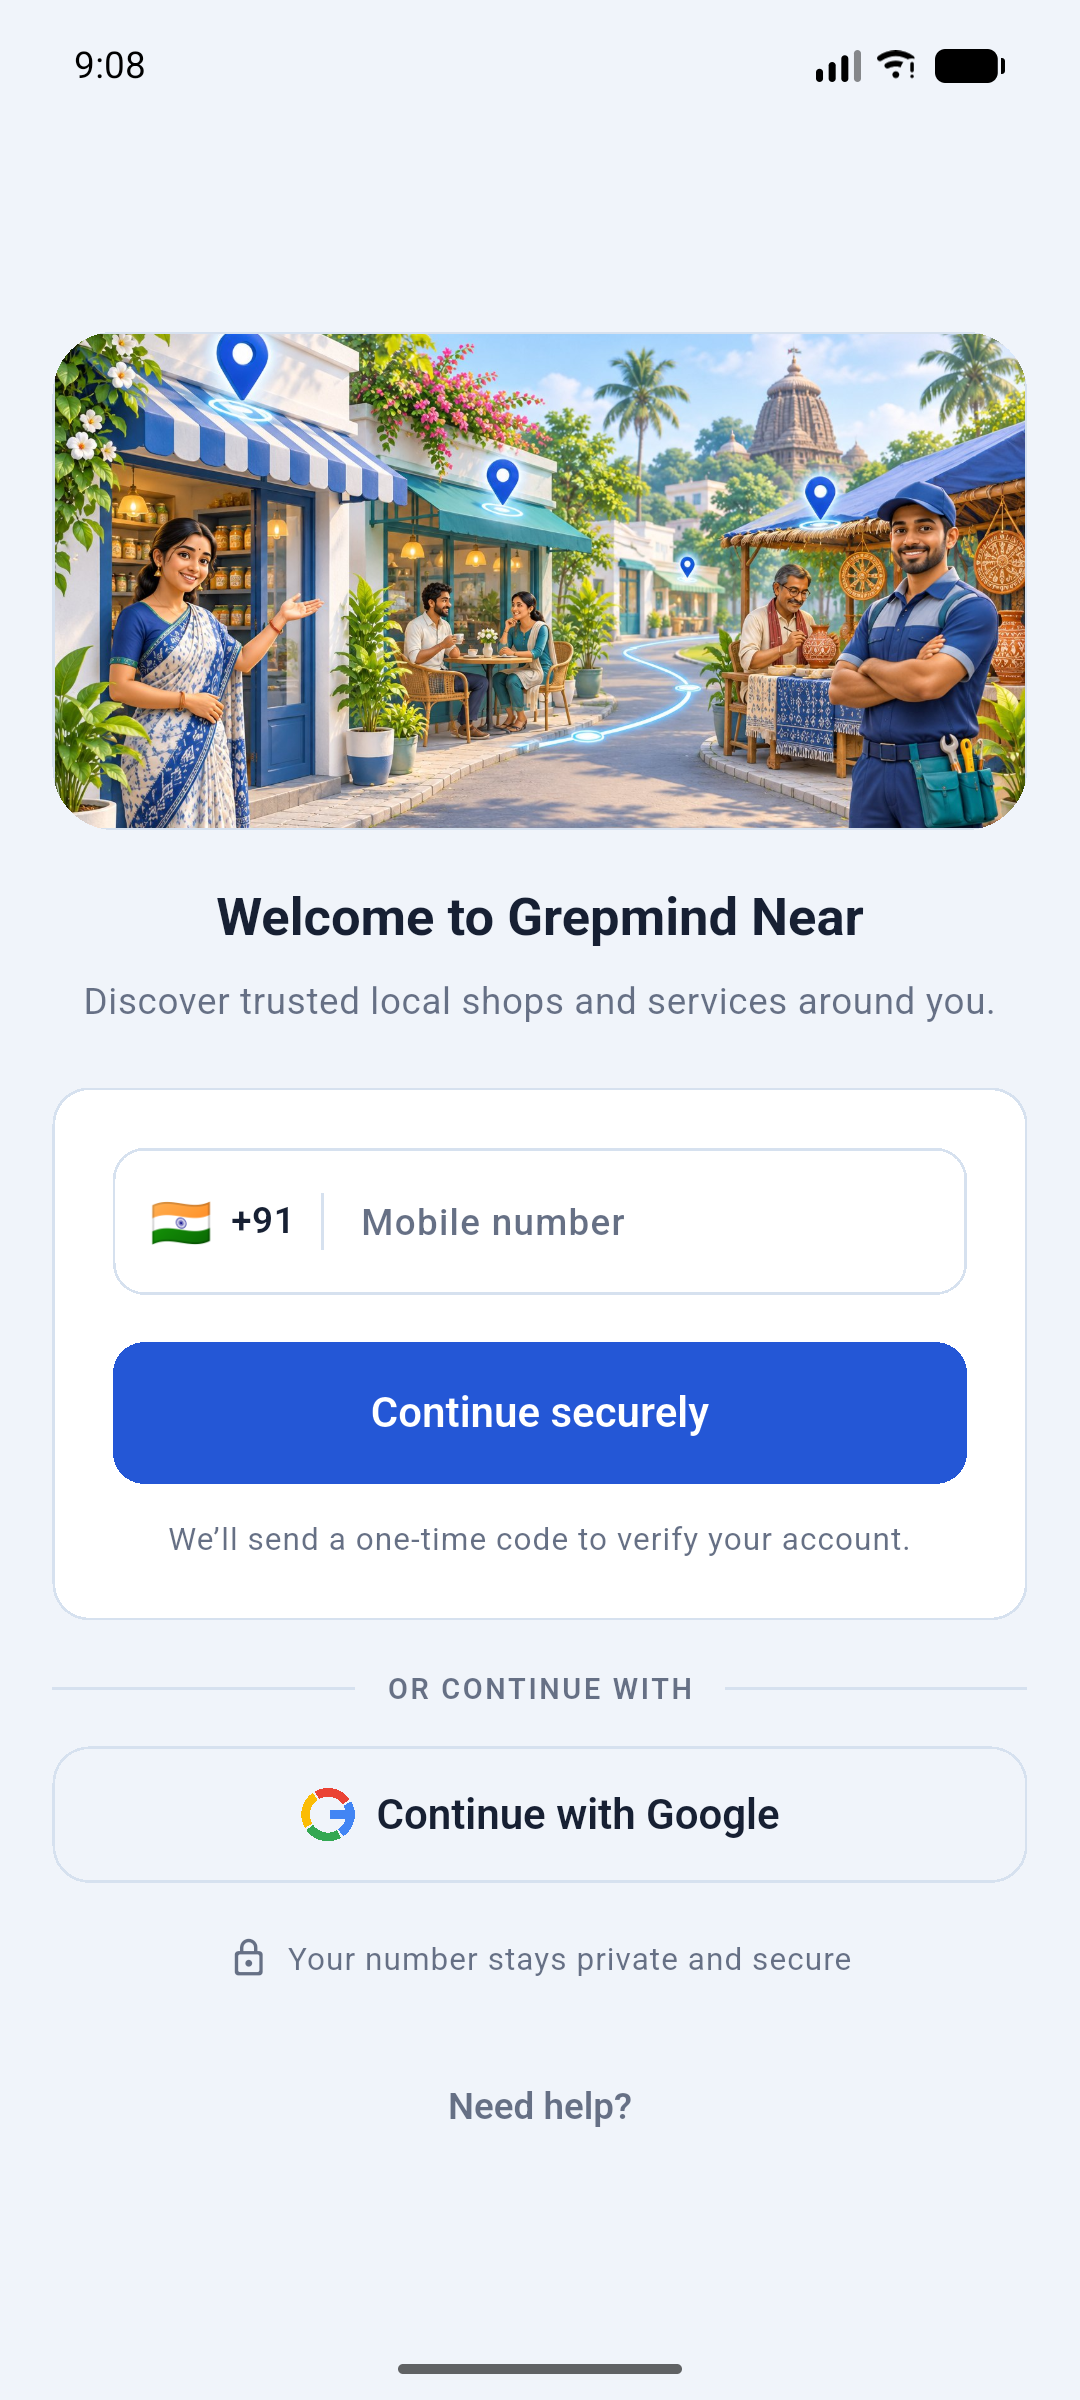 9:08
Welcome to Grepmind Near
Discover trusted local shops and services around you.
+91 Mobile number
Continue securely
We’ll send a one-time code to verify your account.
OR CONTINUE WITH
Continue with Google
Your number stays private and secure
Need help?